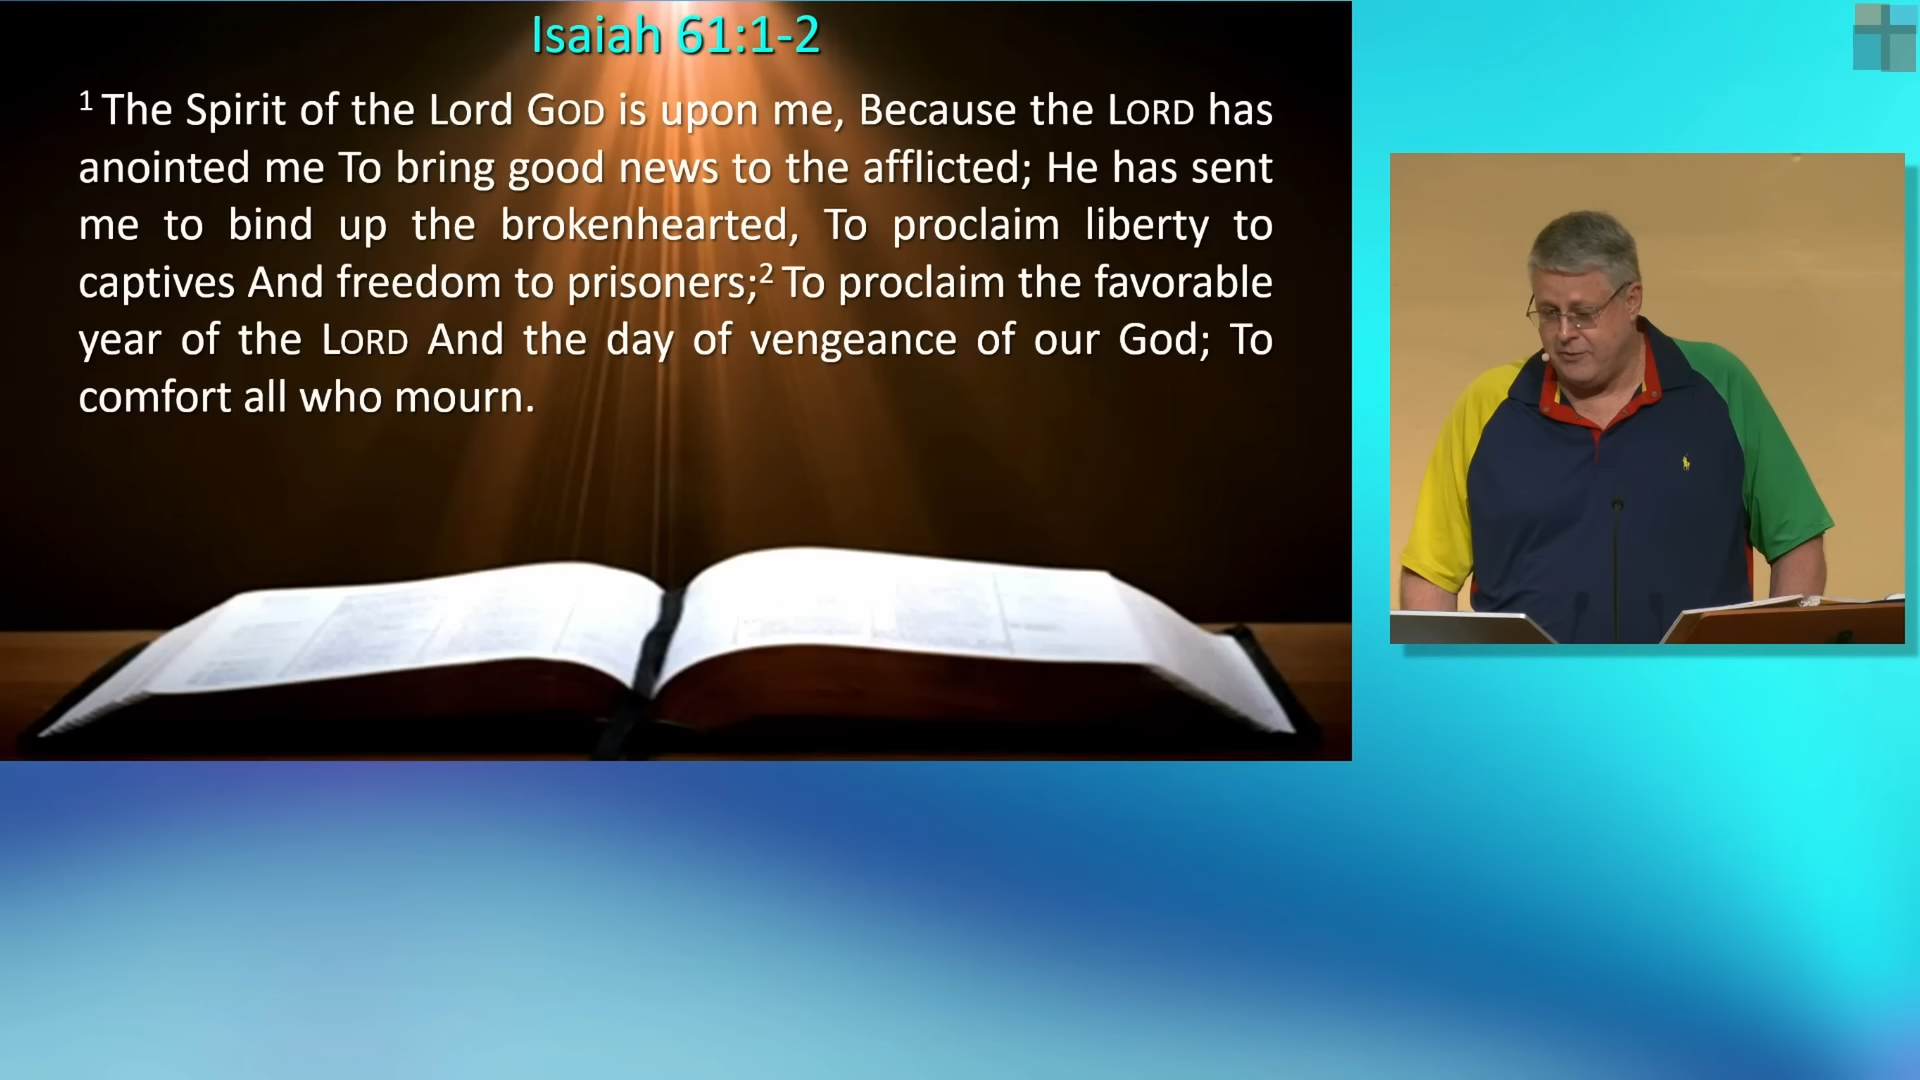 Isaiah 61:1-2
¹ The Spirit of the Lord GOD is upon me, Because the LORD has
anointed me To bring good news to the afflicted; He has sent
me to bind up the brokenhearted, To proclaim liberty to
captives And freedom to prisoners;² To proclaim the favorable
year of the LORD And the day of vengeance of our God; To
comfort all who mourn.